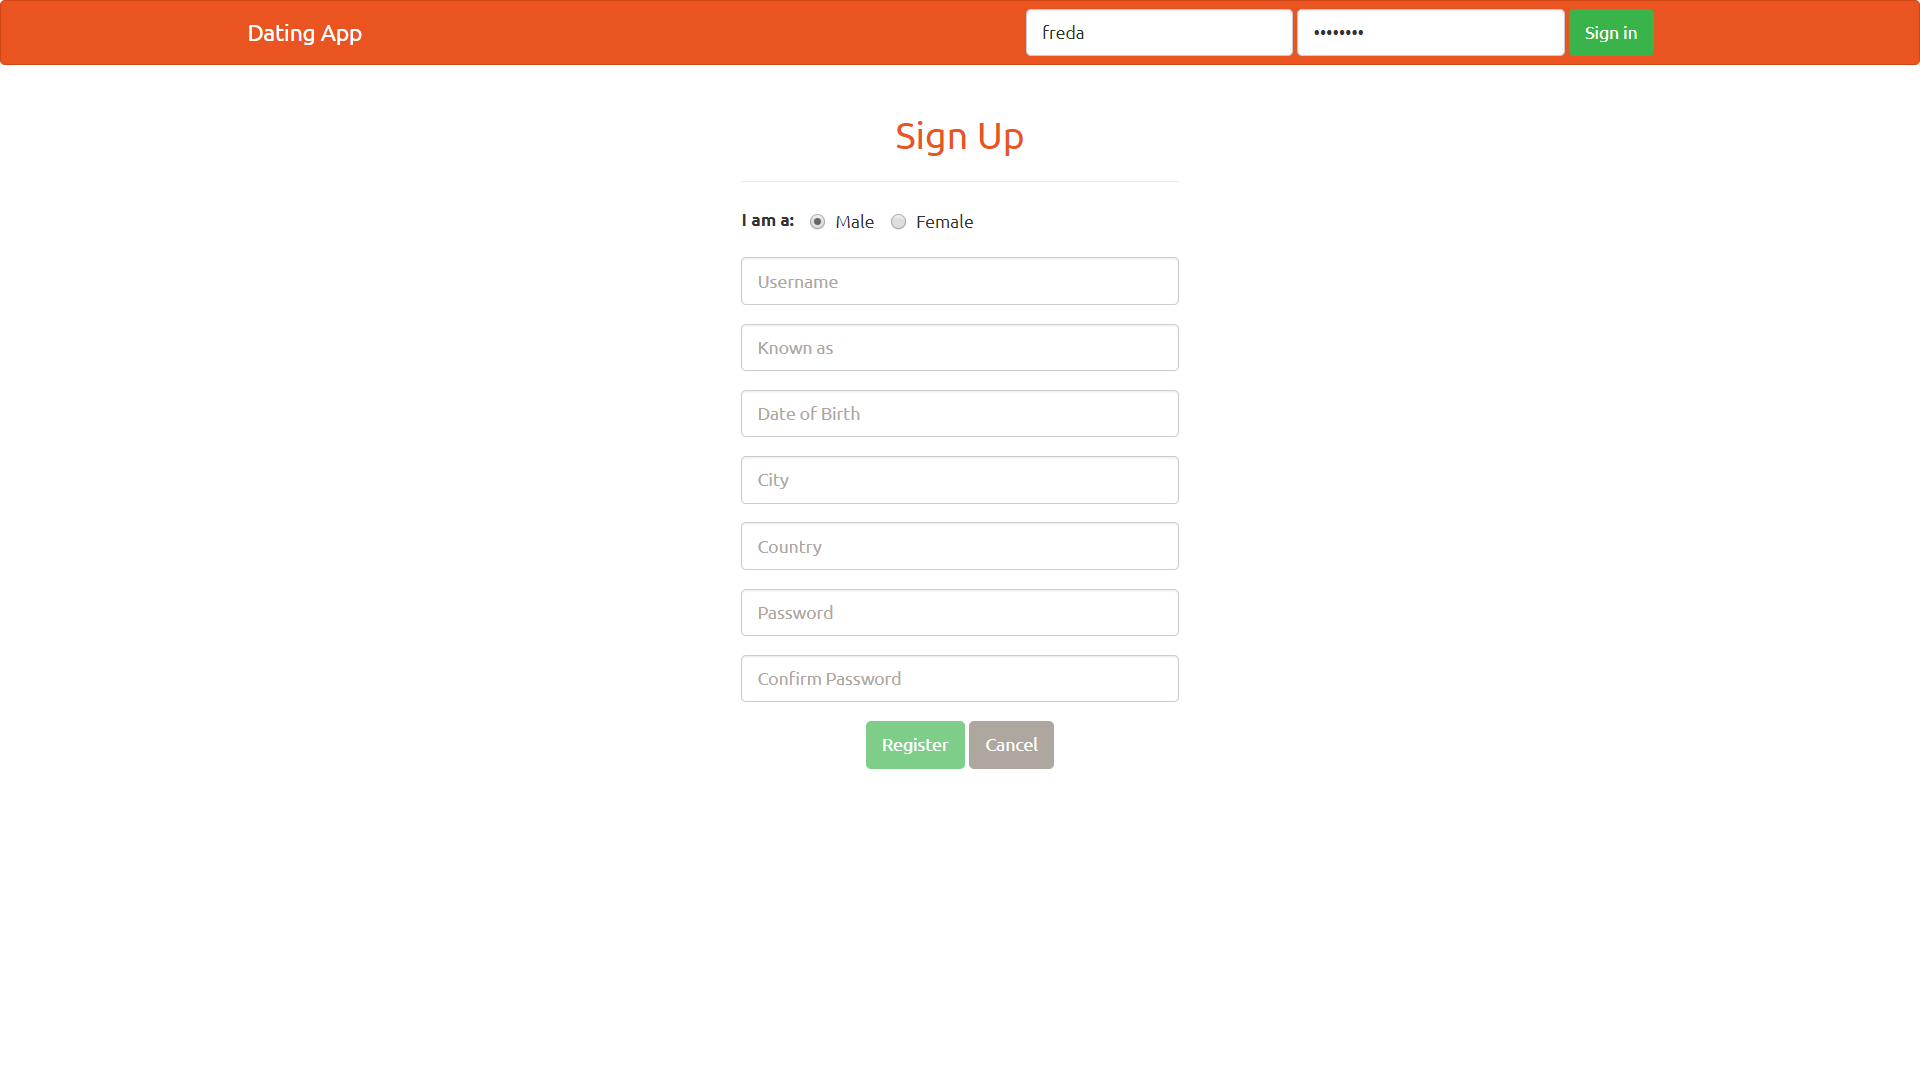 Dating App
freda
••••••••
Sign in
Sign Up
I am a: Male Female
Username
Known as
Date of Birth
City
Country
Password
Confirm Password
Register Cancel